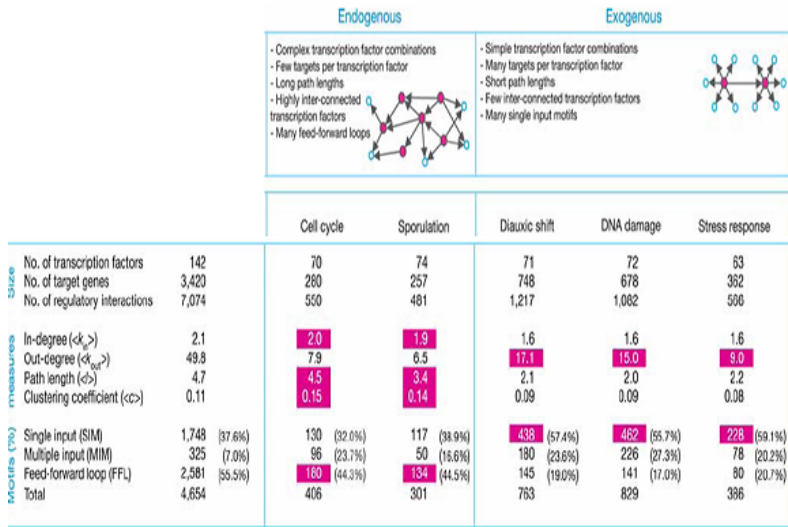 Endogenous Exogenous
- Complex transcription factor combinations
- Few targets per transcription factor
- Long path lengths
- Highly inter-connected
transcription factors
- Many feed-forward loops
- Simple transcription factor combinations
- Many targets per transcription factor
- Short path lengths
- Few inter-connected transcription factors
- Many single input motifs
Cell cycle Sporulation Diauxic shift DNA damage Stress response
Size
No. of transcription factors 142 70 74 71 72 63
No. of target genes 3,420 280 257 748 678 362
No. of regulatory interactions 7,074 550 481 1,217 1,082 566
measures
In-degree (<k_in>) 2.1 2.0 1.9 1.6 1.6 1.6
Out-degree (<k_out>) 49.8 7.9 6.5 17.1 15.0 9.0
Path length (<l>) 4.7 4.5 3.4 2.1 2.0 2.2
Clustering coefficient (<c>) 0.11 0.15 0.14 0.09 0.09 0.08
Motifs (%)
Single input (SIM) 1,748 (37.6%) 130 (32.0%) 117 (38.9%) 438 (57.4%) 462 (55.7%) 228 (59.1%)
Multiple input (MIM) 325 (7.0%) 96 (23.7%) 50 (16.6%) 180 (23.6%) 226 (27.3%) 78 (20.2%)
Feed-forward loop (FFL) 2,581 (55.5%) 180 (44.3%) 134 (44.5%) 145 (19.0%) 141 (17.0%) 80 (20.7%)
Total 4,654 406 301 763 829 386